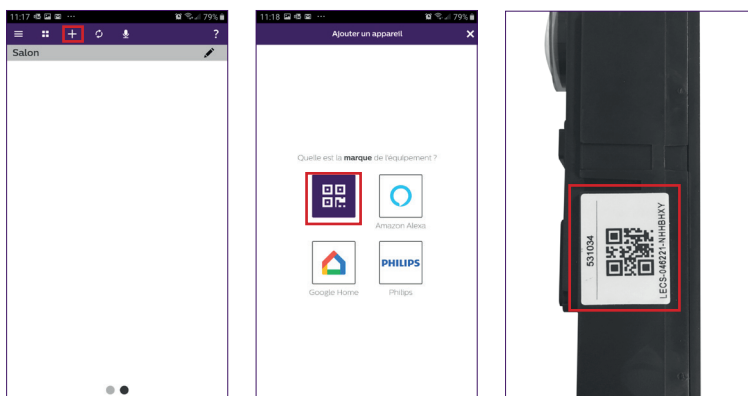 11:17 ... 79%
?
Salon
11:18 ... 79%
Ajouter un appareil
Quelle est la marque de l'équipement ?
Amazon Alexa
PHILIPS
Google Home
Philips
531034
LECS-046221-NHHBHXY